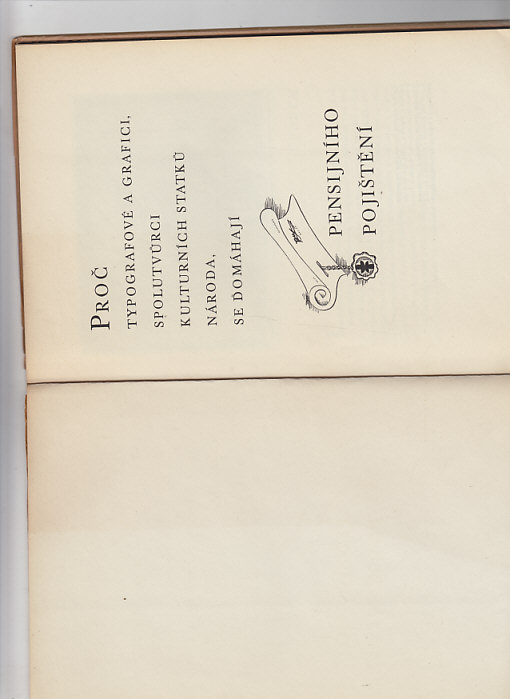 PROČ
TYPOGRAFOVÉ A GRAFICI,
SPOLUTVŮRCI
KULTURNÍCH STATKŮ
NÁRODA,
SE DOMÁHAJÍ
PENSIJNÍHO
POJIŠTĚNÍ